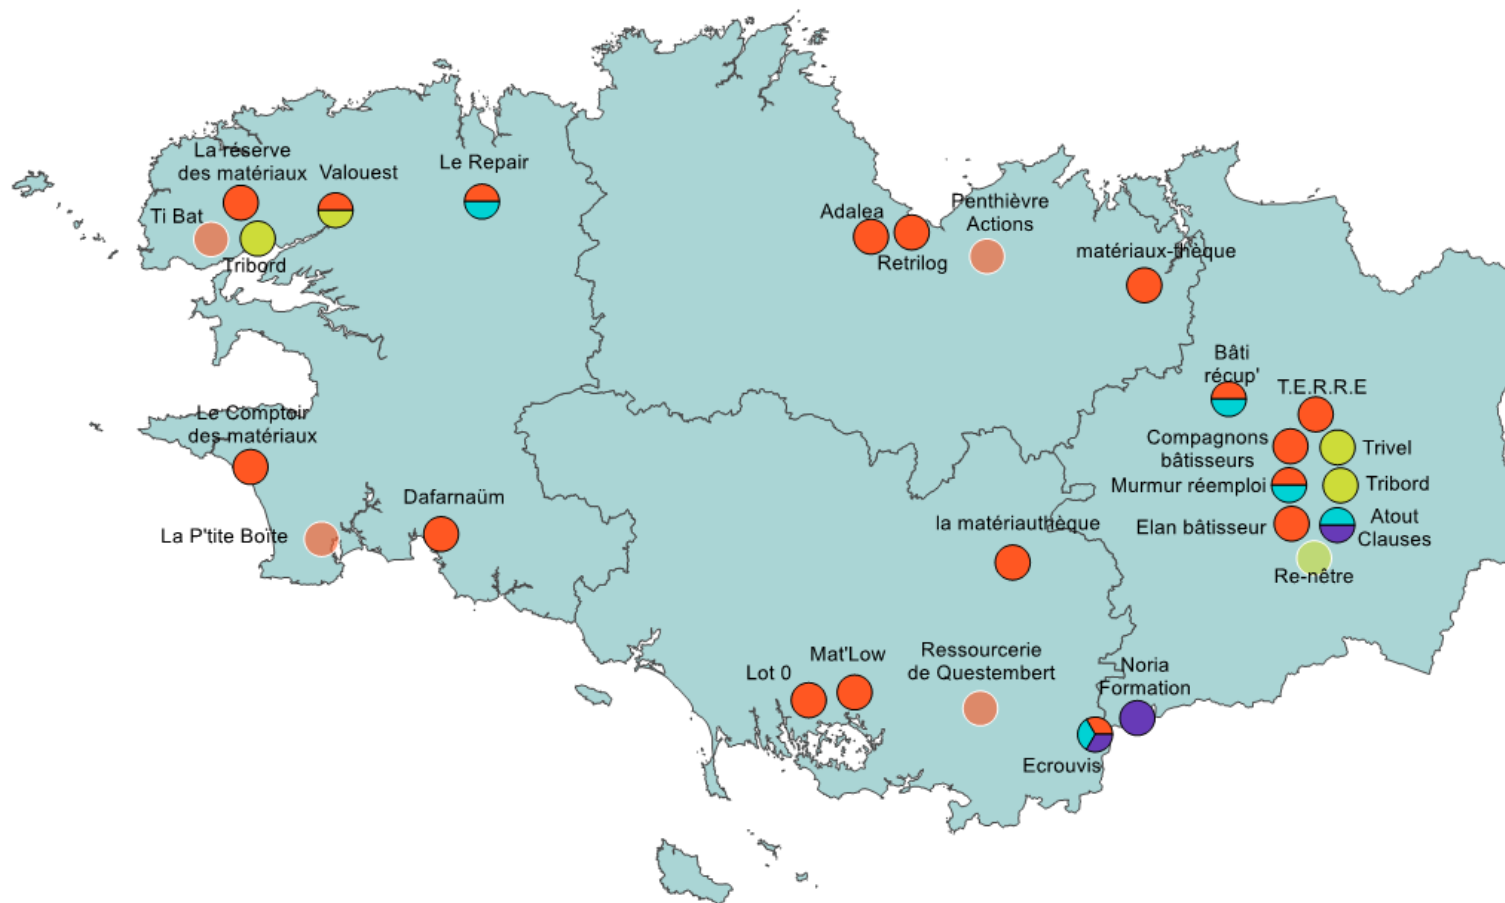 La réserve
des matériaux
Valouest
Le Repair
Ti Bat
Tribord
Adalea
Retrilog
Penthièvre
Actions
matériaux-thèque
Bâti
récup'
T.E.R.R.E
Compagnons
bâtisseurs
Trivel
Murmur réemploi
Tribord
Elan bâtisseur
Atout
Clauses
Re-nêtre
Le Comptoir
des matériaux
Dafarnaüm
La P'tite Boïte
la matériauthèque
Lot 0
Mat'Low
Ressourcerie
de Questembert
Noria
Formation
Ecrouvis